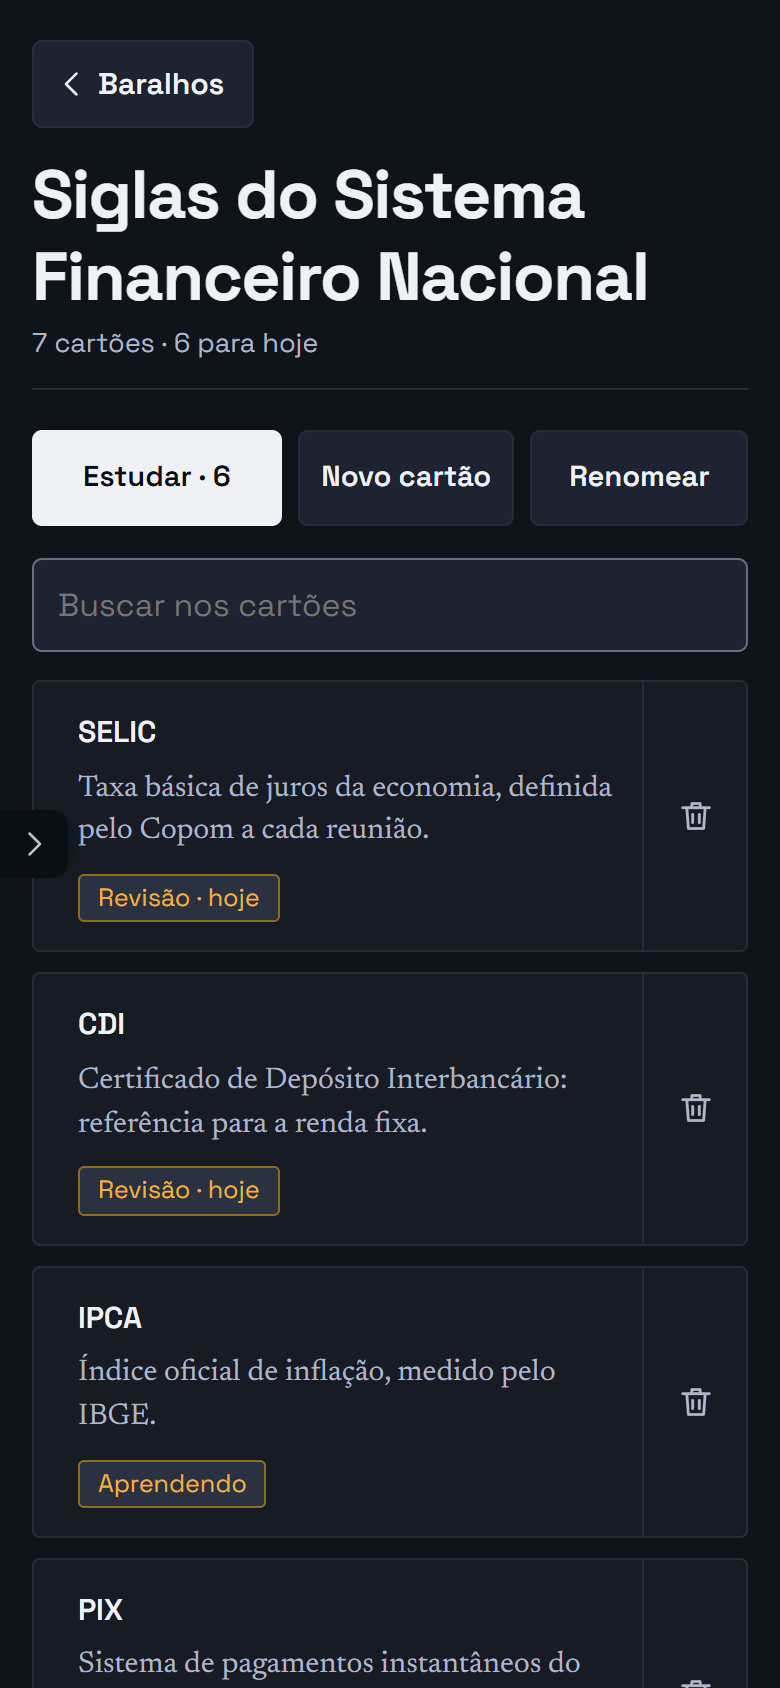 Baralhos
Siglas do Sistema
Financeiro Nacional
7 cartões · 6 para hoje
Estudar · 6
Novo cartão
Renomear
Buscar nos cartões
SELIC
Taxa básica de juros da economia, definida
pelo Copom a cada reunião.
Revisão · hoje
CDI
Certificado de Depósito Interbancário:
referência para a renda fixa.
Revisão · hoje
IPCA
Índice oficial de inflação, medido pelo
IBGE.
Aprendendo
PIX
Sistema de pagamentos instantâneos do